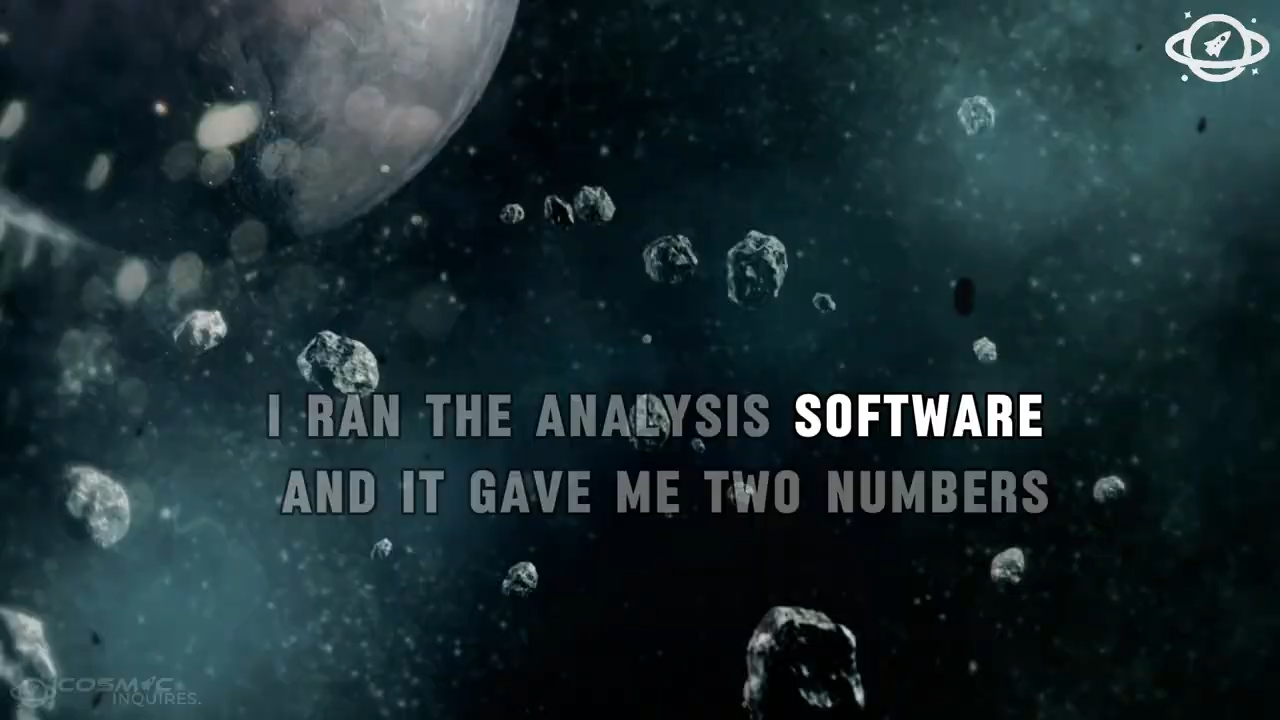 I RAN THE ANALYSIS SOFTWARE
AND IT GAVE ME TWO NUMBERS
COSMIC
INQUIRES.